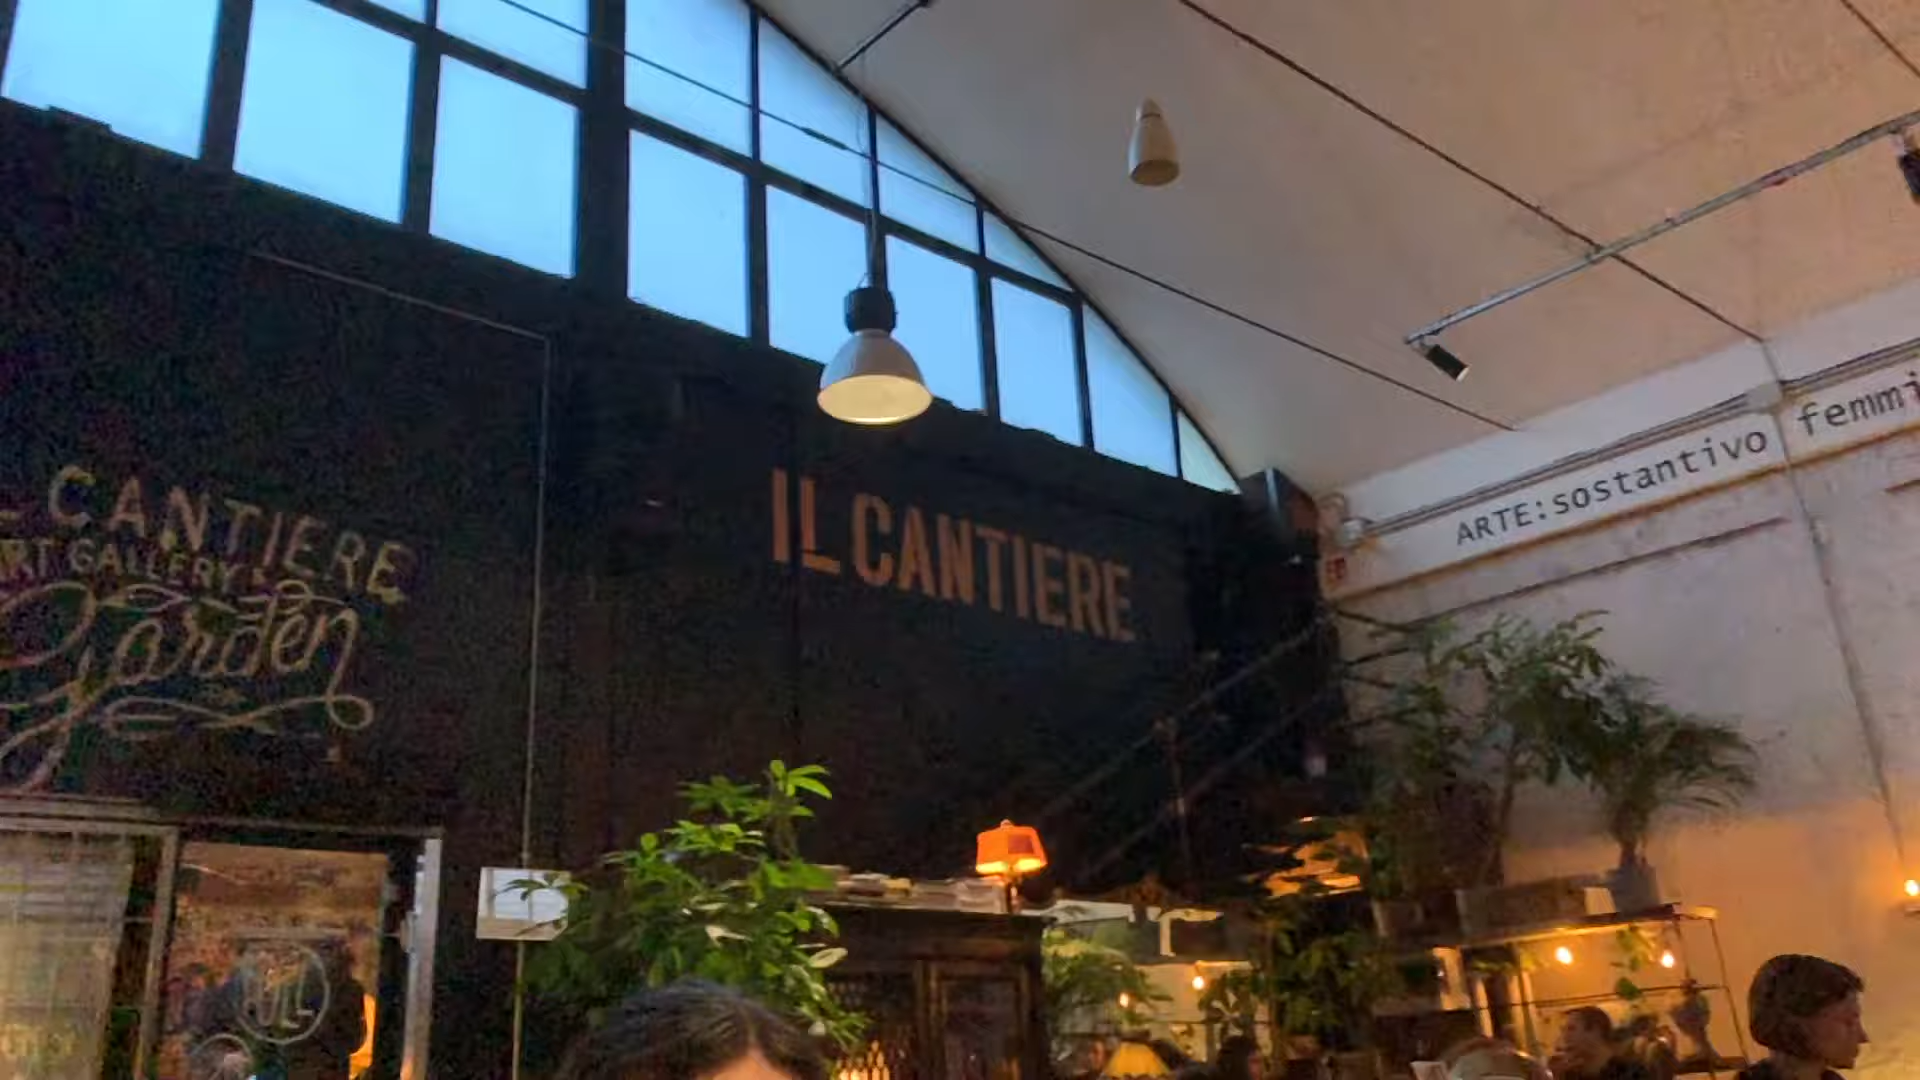 CANTIERE
ART GALLERY &
Garden
IL CANTIERE
ARTE: sostantivo femmi